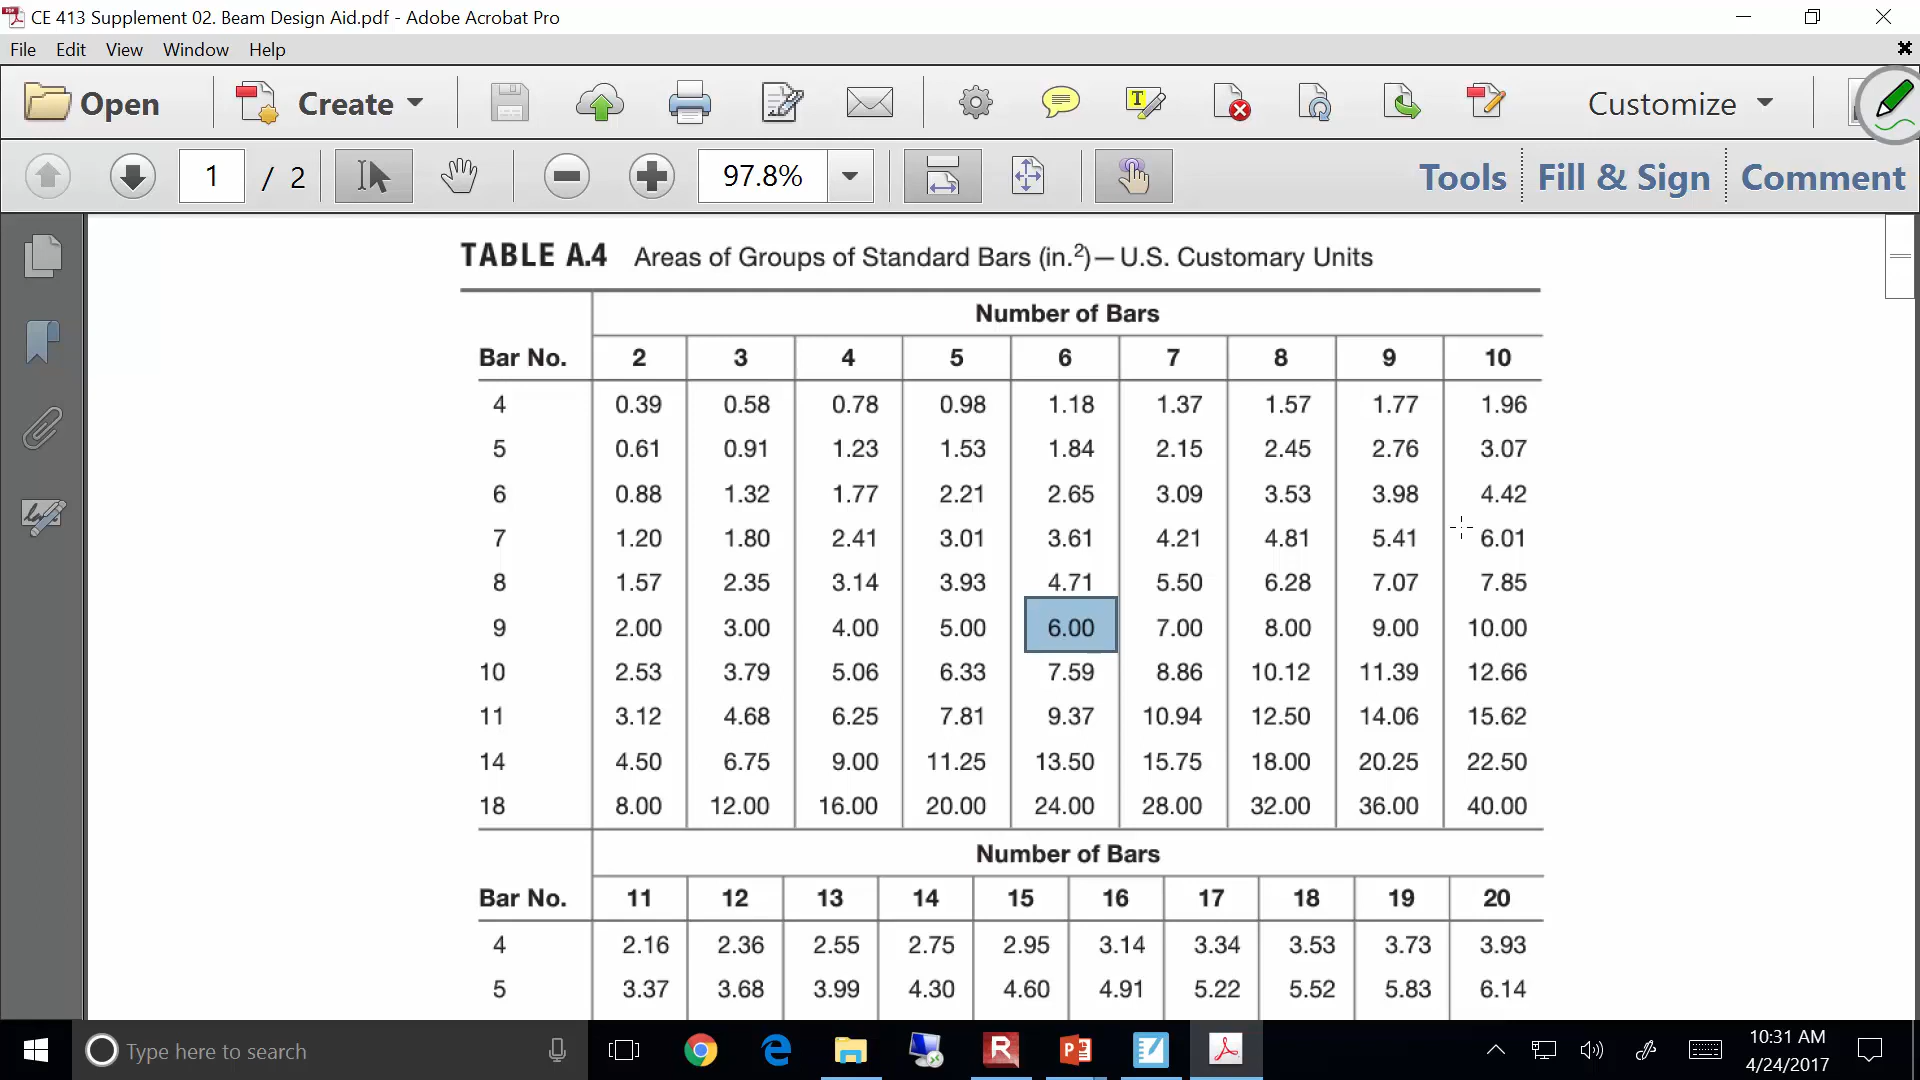 CE 413 Supplement 02. Beam Design Aid.pdf - Adobe Acrobat Pro
File Edit View Window Help
Open Create Customize
1 / 2 97.8% Tools Fill & Sign Comment
TABLE A.4 Areas of Groups of Standard Bars (in.²)—U.S. Customary Units
Number of Bars
Bar No. 2 3 4 5 6 7 8 9 10
4 0.39 0.58 0.78 0.98 1.18 1.37 1.57 1.77 1.96
5 0.61 0.91 1.23 1.53 1.84 2.15 2.45 2.76 3.07
6 0.88 1.32 1.77 2.21 2.65 3.09 3.53 3.98 4.42
7 1.20 1.80 2.41 3.01 3.61 4.21 4.81 5.41 6.01
8 1.57 2.35 3.14 3.93 4.71 5.50 6.28 7.07 7.85
9 2.00 3.00 4.00 5.00 6.00 7.00 8.00 9.00 10.00
10 2.53 3.79 5.06 6.33 7.59 8.86 10.12 11.39 12.66
11 3.12 4.68 6.25 7.81 9.37 10.94 12.50 14.06 15.62
14 4.50 6.75 9.00 11.25 13.50 15.75 18.00 20.25 22.50
18 8.00 12.00 16.00 20.00 24.00 28.00 32.00 36.00 40.00
Number of Bars
Bar No. 11 12 13 14 15 16 17 18 19 20
4 2.16 2.36 2.55 2.75 2.95 3.14 3.34 3.53 3.73 3.93
5 3.37 3.68 3.99 4.30 4.60 4.91 5.22 5.52 5.83 6.14
Type here to search
10:31 AM
4/24/2017